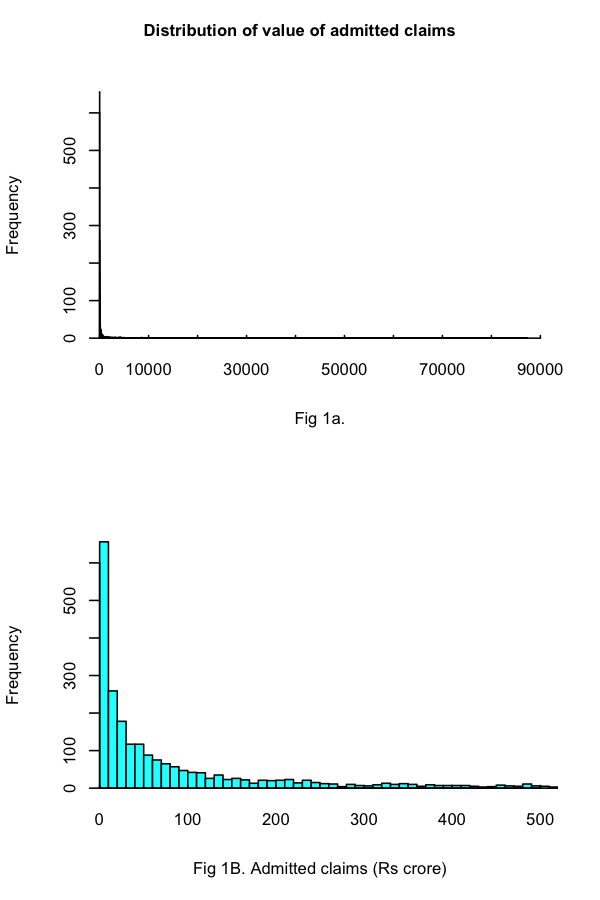 Distribution of value of admitted claims
Frequency
500
300
100
0
0 10000 30000 50000 70000 90000
Fig 1a.
Frequency
500
300
100
0
0 100 200 300 400 500
Fig 1B. Admitted claims (Rs crore)